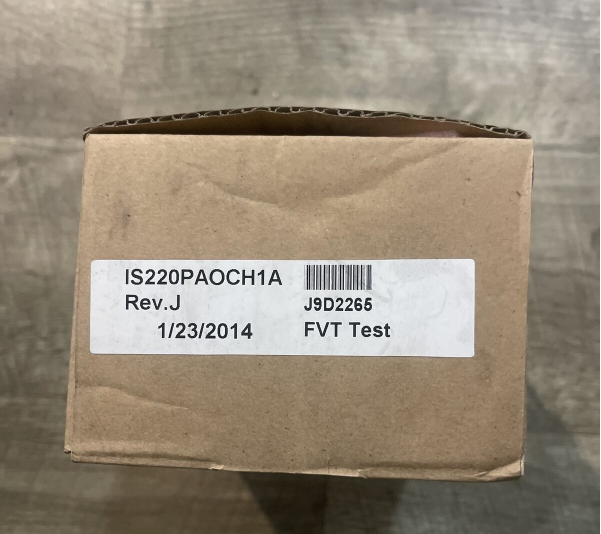 IS220PAOCH1A
Rev.J J9D2265
1/23/2014 FVT Test